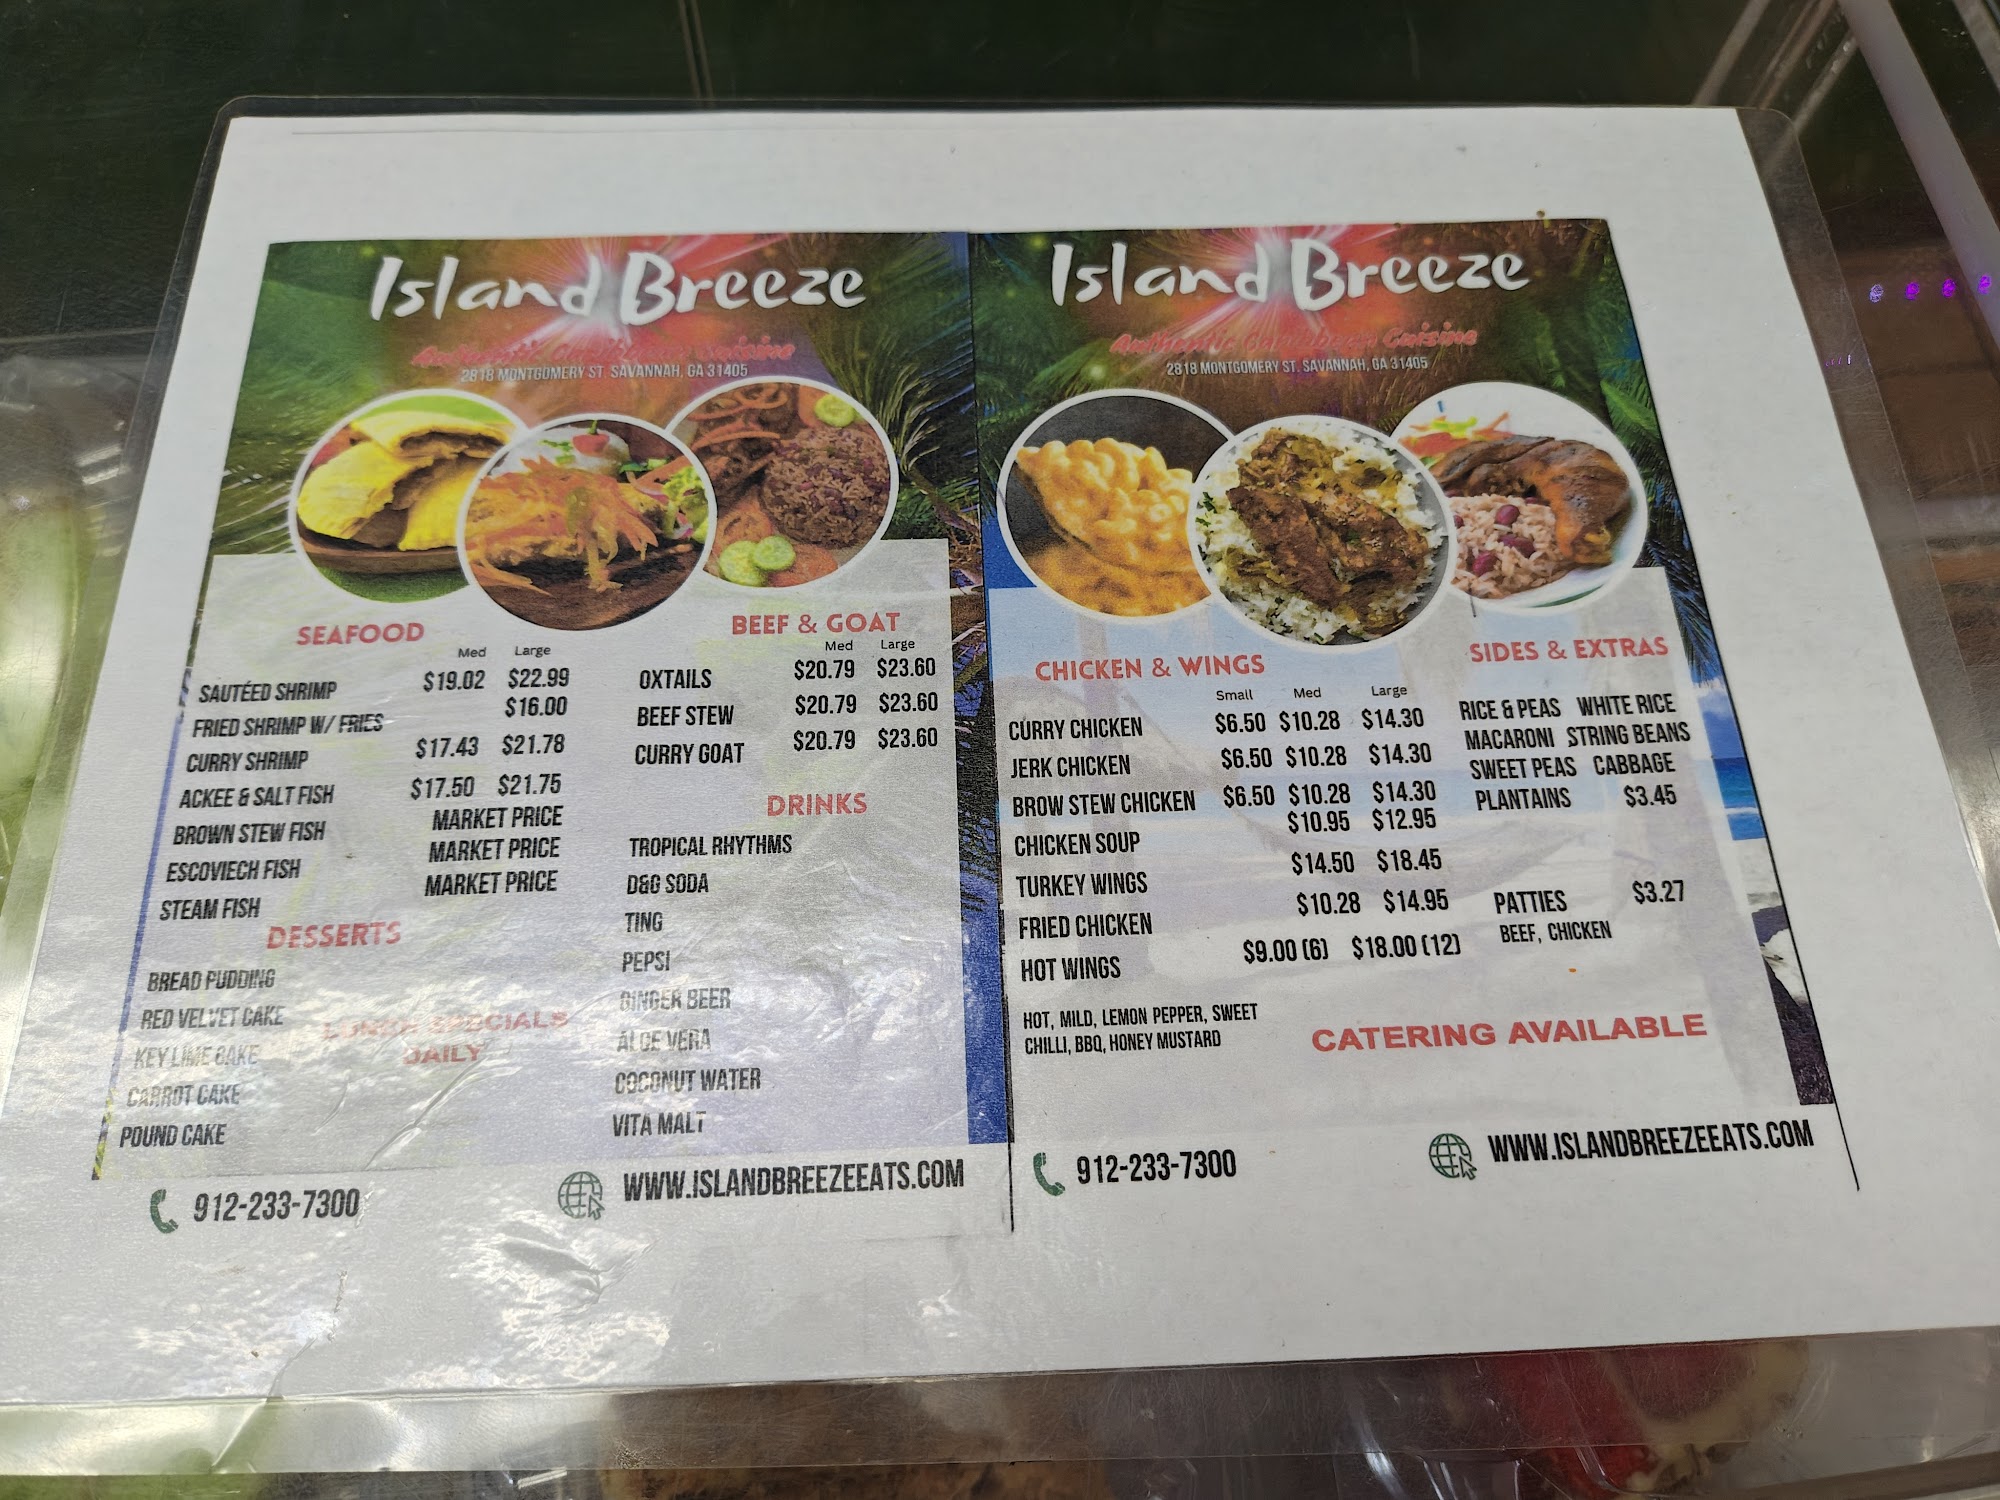 Island Breeze
Authentic Caribbean Cuisine
2818 MONTGOMERY ST. SAVANNAH, GA 31405
SEAFOOD
Med Large
SAUTÉED SHRIMP $19.02 $22.99
FRIED SHRIMP W/ FRIES $16.00
CURRY SHRIMP $17.43 $21.78
ACKEE & SALT FISH $17.50 $21.75
BROWN STEW FISH MARKET PRICE
ESCOVIECH FISH MARKET PRICE
STEAM FISH MARKET PRICE
DESSERTS
BREAD PUDDING
RED VELVET CAKE
KEY LIME CAKE
CARROT CAKE
POUND CAKE
LUNCH SPECIALS
DAILY
BEEF & GOAT
Med Large
OXTAILS $20.79 $23.60
BEEF STEW $20.79 $23.60
CURRY GOAT $20.79 $23.60
DRINKS
TROPICAL RHYTHMS
D&G SODA
TING
PEPSI
GINGER BEER
ALOE VERA
COCONUT WATER
VITA MALT
912-233-7300
WWW.ISLANDBREEZEEATS.COM
Island Breeze
Authentic Caribbean Cuisine
2818 MONTGOMERY ST. SAVANNAH, GA 31405
CHICKEN & WINGS
Small Med Large
CURRY CHICKEN $6.50 $10.28 $14.30
JERK CHICKEN $6.50 $10.28 $14.30
BROW STEW CHICKEN $6.50 $10.28 $14.30
CHICKEN SOUP $10.95 $12.95
TURKEY WINGS $14.50 $18.45
FRIED CHICKEN $10.28 $14.95
HOT WINGS $9.00 (6) $18.00 (12)
HOT, MILD, LEMON PEPPER, SWEET
CHILLI, BBQ, HONEY MUSTARD
SIDES & EXTRAS
RICE & PEAS WHITE RICE
MACARONI STRING BEANS
SWEET PEAS CABBAGE
PLANTAINS $3.45
PATTIES $3.27
BEEF, CHICKEN
CATERING AVAILABLE
912-233-7300
WWW.ISLANDBREEZEEATS.COM